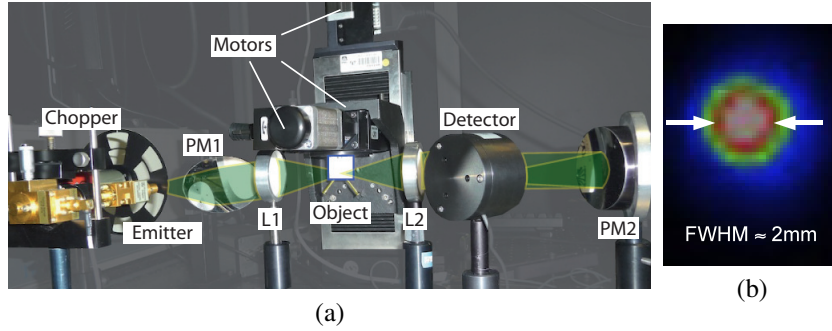 Motors
Chopper
PM1
Detector
L1
Object
L2
Emitter
PM2
(a)
FWHM ≈ 2mm
(b)